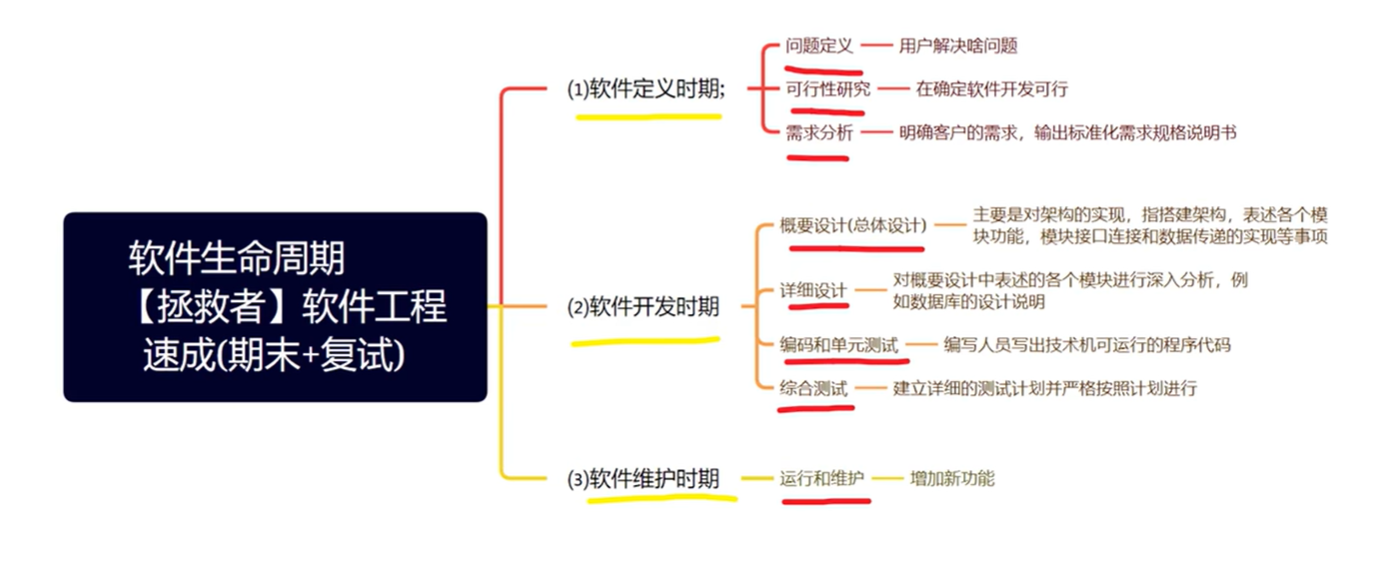 软件生命周期
【拯救者】软件工程
速成(期末+复试)
(1)软件定义时期;
问题定义
用户解决啥问题
可行性研究
在确定软件开发可行
需求分析
明确客户的需求，输出标准化需求规格说明书
(2)软件开发时期
概要设计(总体设计)
主要是对架构的实现，指搭建架构，表述各个模
块功能，模块接口连接和数据传递的实现等事项
详细设计
对概要设计中表述的各个模块进行深入分析，例
如数据库的设计说明
编码和单元测试
编写人员写出技术机可运行的程序代码
综合测试
建立详细的测试计划并严格按照计划进行
(3)软件维护时期
运行和维护
增加新功能